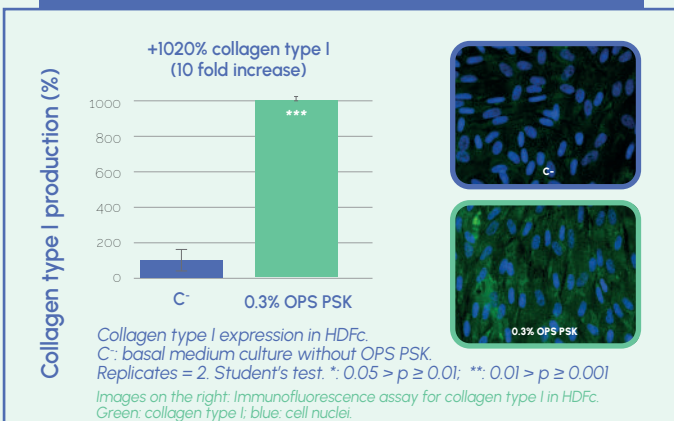 +1020% collagen type I
(10 fold increase)
Collagen type I production (%)
1000
800
600
400
200
0
***
C-
0.3% OPS PSK
C-
0.3% OPS PSK
Collagen type I expression in HDFc.
C-: basal medium culture without OPS PSK.
Replicates = 2. Student's test. *: 0.05 > p ≥ 0.01; **: 0.01 > p ≥ 0.001
Images on the right: Immunofluorescence assay for collagen type I in HDFc.
Green: collagen type I; blue: cell nuclei.